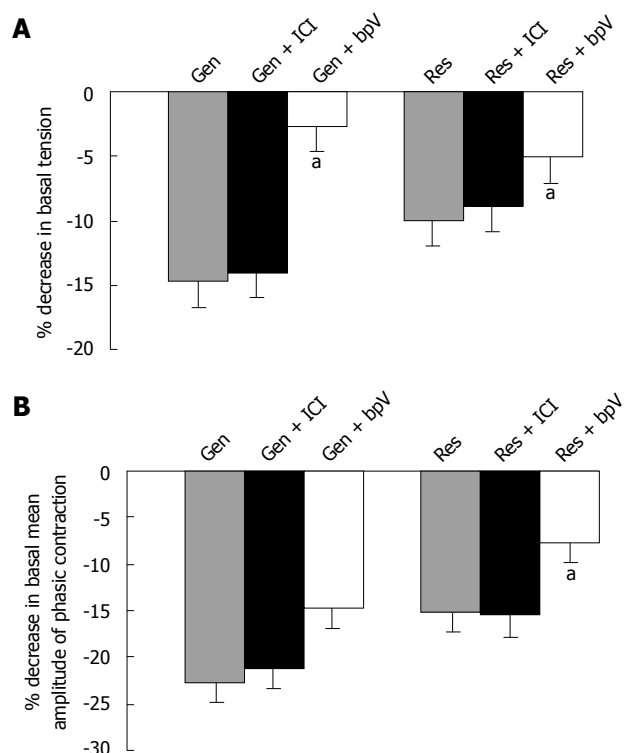 A
Gen
Gen + ICI
Gen + bpV
Res
Res + ICI
Res + bpV
0
-5
-10
-15
-20
% decrease in basal tension
a
a
B
Gen
Gen + ICI
Gen + bpV
Res
Res + ICI
Res + bpV
0
-5
-10
-15
-20
-25
-30
% decrease in basal mean
amplitude of phasic contraction
a